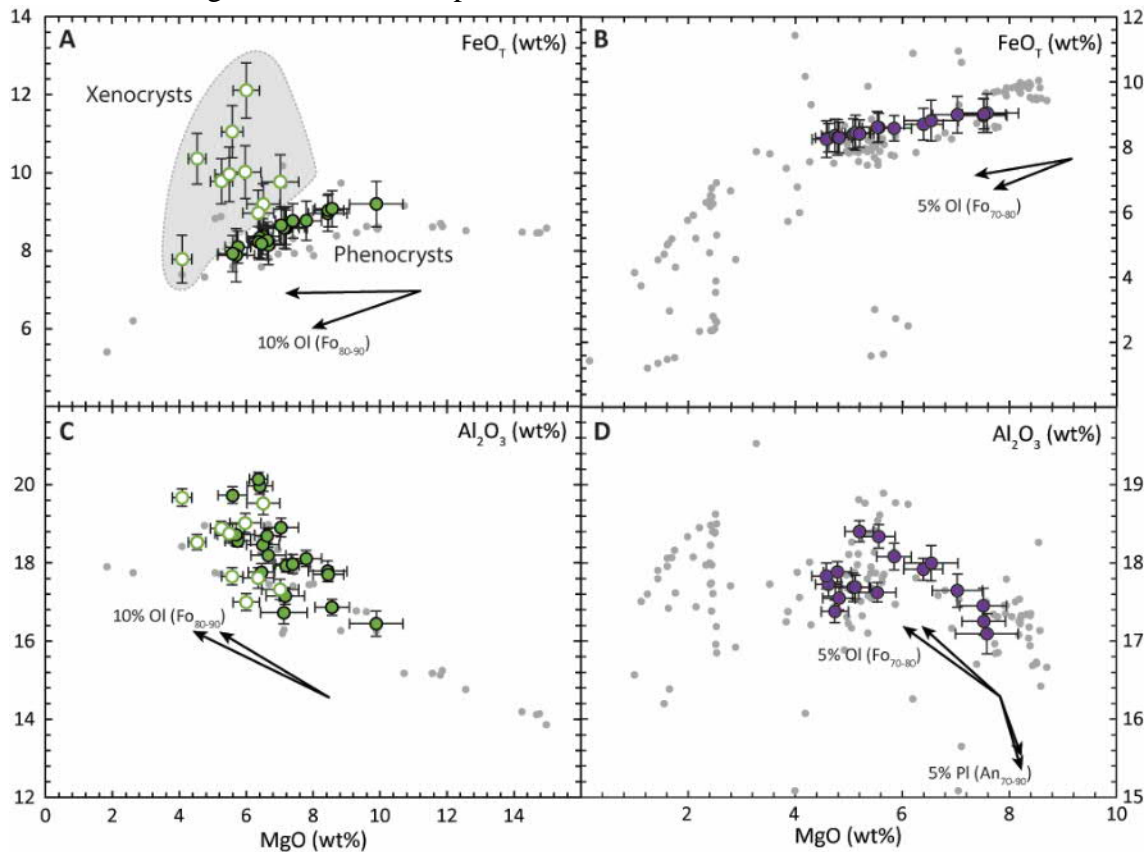 14
12
10
8
6
A
FeO_T (wt%)
Xenocrysts
Phenocrysts
10% Ol (Fo80-90)
B
FeO_T (wt%)
5% Ol (Fo70-80)
12
10
8
6
4
2
C
Al2O3 (wt%)
10% Ol (Fo80-90)
20
18
16
14
0
2
4
6
8
10
12
14
MgO (wt%)
D
Al2O3 (wt%)
5% Ol (Fo70-80)
5% Pl (An70-90)
19
18
17
16
15
2
4
6
8
10
MgO (wt%)